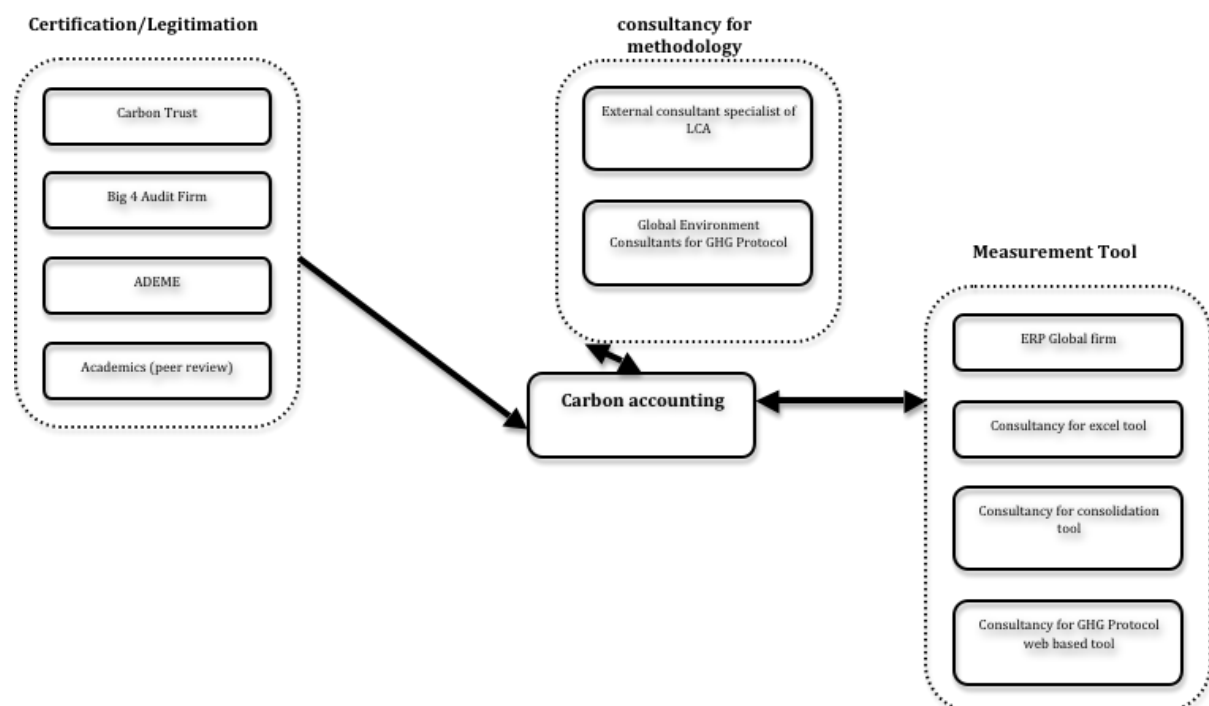 Certification/Legitimation
Carbon Trust
Big 4 Audit Firm
ADEME
Academics (peer review)
consultancy for
methodology
External consultant specialist of
LCA
Global Environment
Consultants for GHG Protocol
Carbon accounting
Measurement Tool
ERP Global firm
Consultancy for excel tool
Consultancy for consolidation
tool
Consultancy for GHG Protocol
web based tool